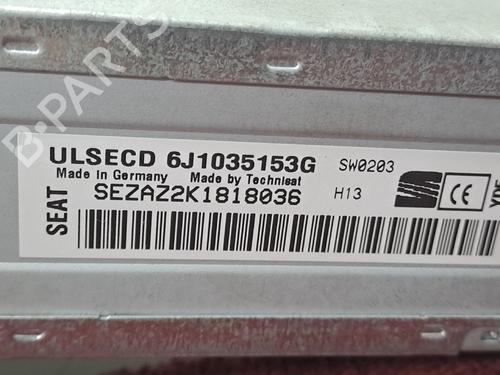 ULSECD 6J1035153G SW0203
Made in Germany Made by Technisat
SEZAZ2K1818036 H13
SEAT
CE
B-PARTS